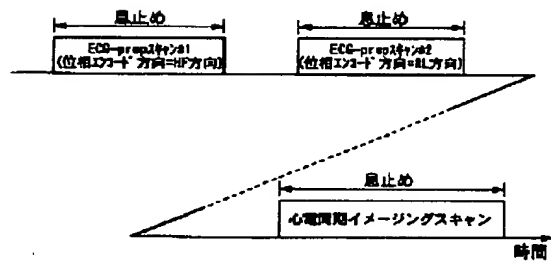 息止め
息止め
ECG-prepスキャン#1
(位相エンコード方向=HF方向)
ECG-prepスキャン#2
(位相エンコード方向=RL方向)
息止め
心電同期イメージングスキャン
時間